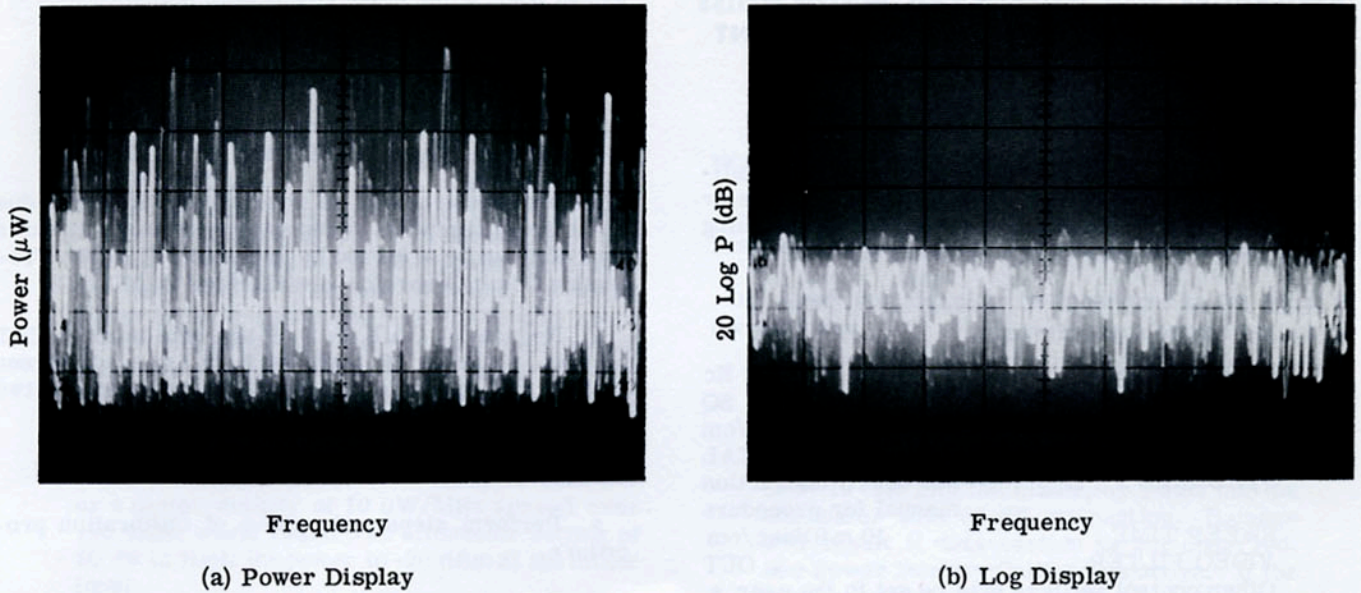 Power (μW)
Frequency
(a) Power Display
20 Log P (dB)
Frequency
(b) Log Display